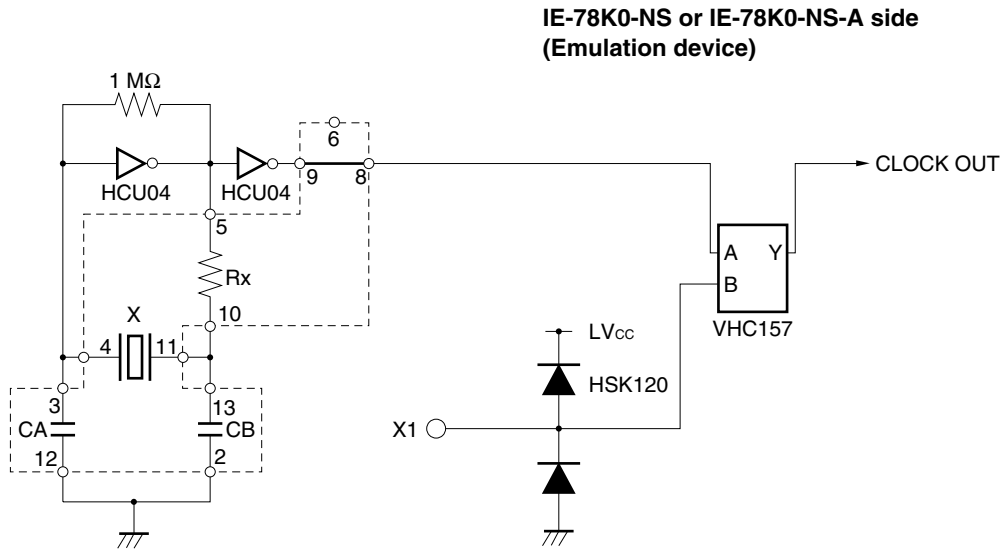 IE-78K0-NS or IE-78K0-NS-A side
(Emulation device)
1 MΩ
6
HCU04
HCU04
9
8
CLOCK OUT
5
A
Y
Rx
B
10
X
VHC157
4
11
LVCC
HSK120
3
13
CA
CB
X1
12
2